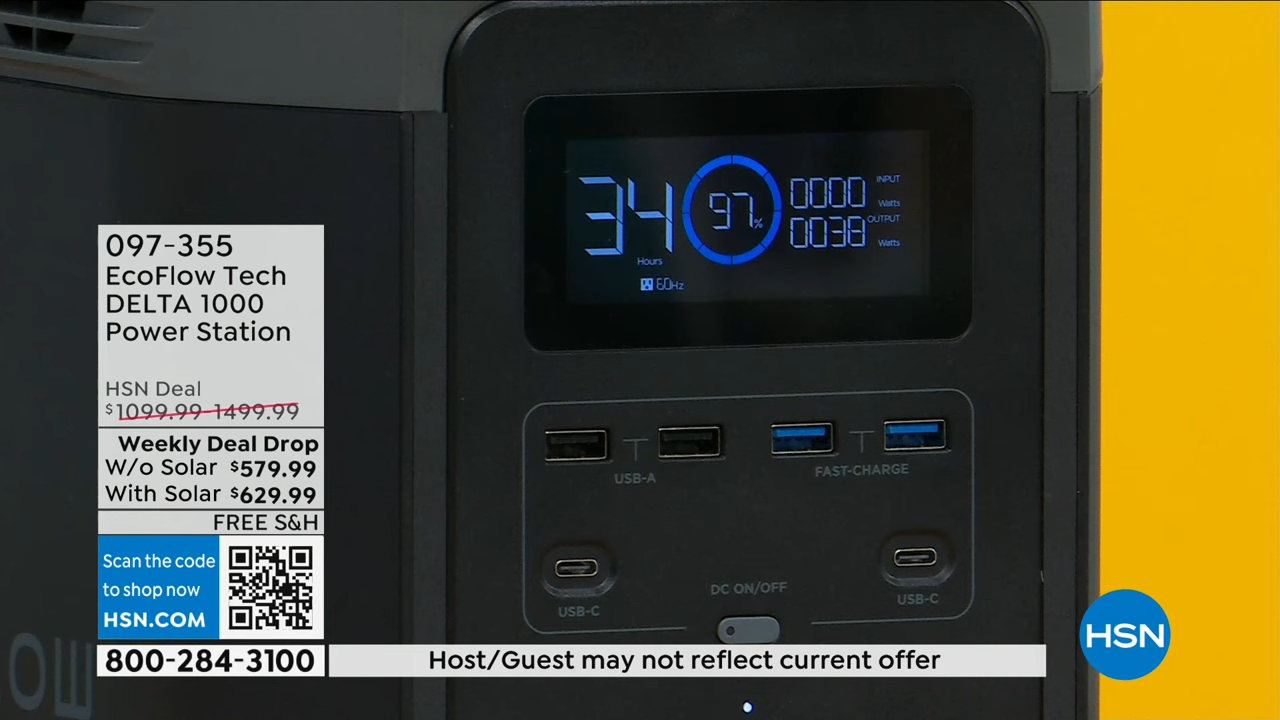 097-355
EcoFlow Tech
DELTA 1000
Power Station
HSN Deal
$1099.99-1499.99
Weekly Deal Drop
W/o Solar $579.99
With Solar $629.99
FREE S&H
Scan the code
to shop now
HSN.COM
800-284-3100
Host/Guest may not reflect current offer
HSN
34
Hours
97%
0000
INPUT
Watts
0038
OUTPUT
Watts
60Hz
USB-A
FAST-CHARGE
USB-C
DC ON/OFF
USB-C